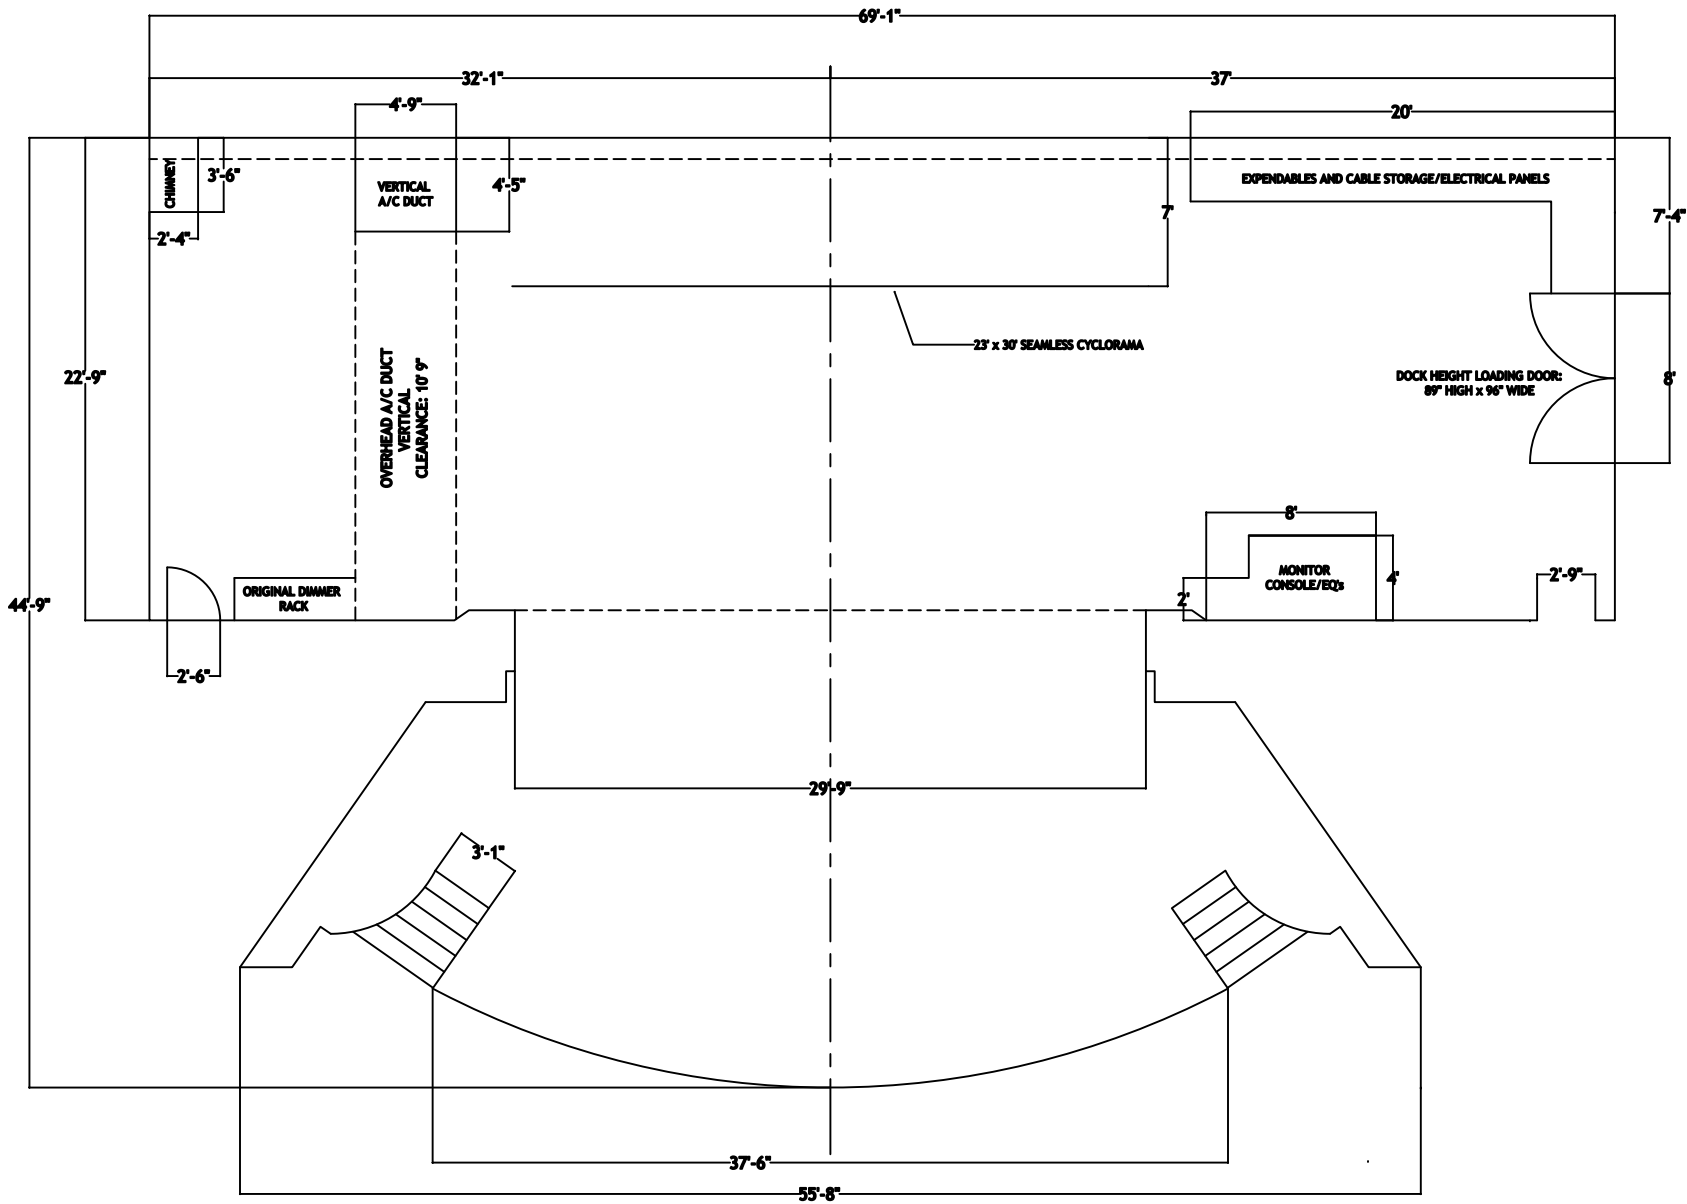 69'-1"
32'-1"
37'
4'-9"
20'
CHIMNEY
3'-6"
VERTICAL
A/C DUCT
4'-5"
EXPENDABLES AND CABLE STORAGE/ELECTRICAL PANELS
7'
7'-4"
2'-4"
23' x 30' SEAMLESS CYCLORAMA
22'-9"
OVERHEAD A/C DUCT
VERTICAL
CLEARANCE: 10' 9"
DOCK HEIGHT LOADING DOOR:
89" HIGH x 96" WIDE
8'
8'
MONITOR
CONSOLE/EQ's
4'
2'-9"
2'
ORIGINAL DIMMER
RACK
44'-9"
2'-6"
29'-9"
3'-1"
37'-6"
55'-8"